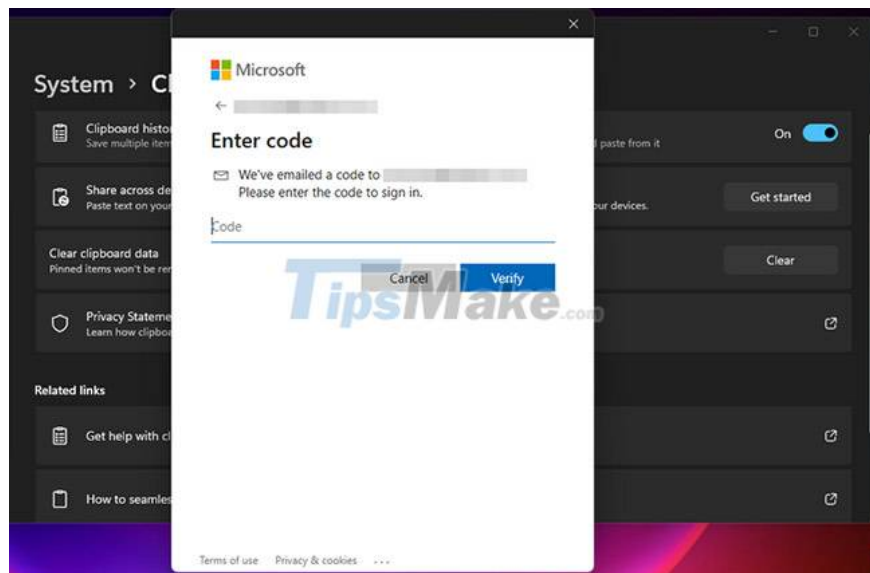 Microsoft
System > Cl
←
Enter code
Clipboard histo
Save multiple item
d paste from it
On
We've emailed a code to
Please enter the code to sign in.
Share across de
Paste text on your
our devices.
Get started
Code
Clear clipboard data
Pinned items won't be rer
Clear
Cancel
Verify
TipsMake.com
Privacy Stateme
Learn how clipboa
Related links
Get help with cl
How to seamles
Terms of use
Privacy & cookies
...